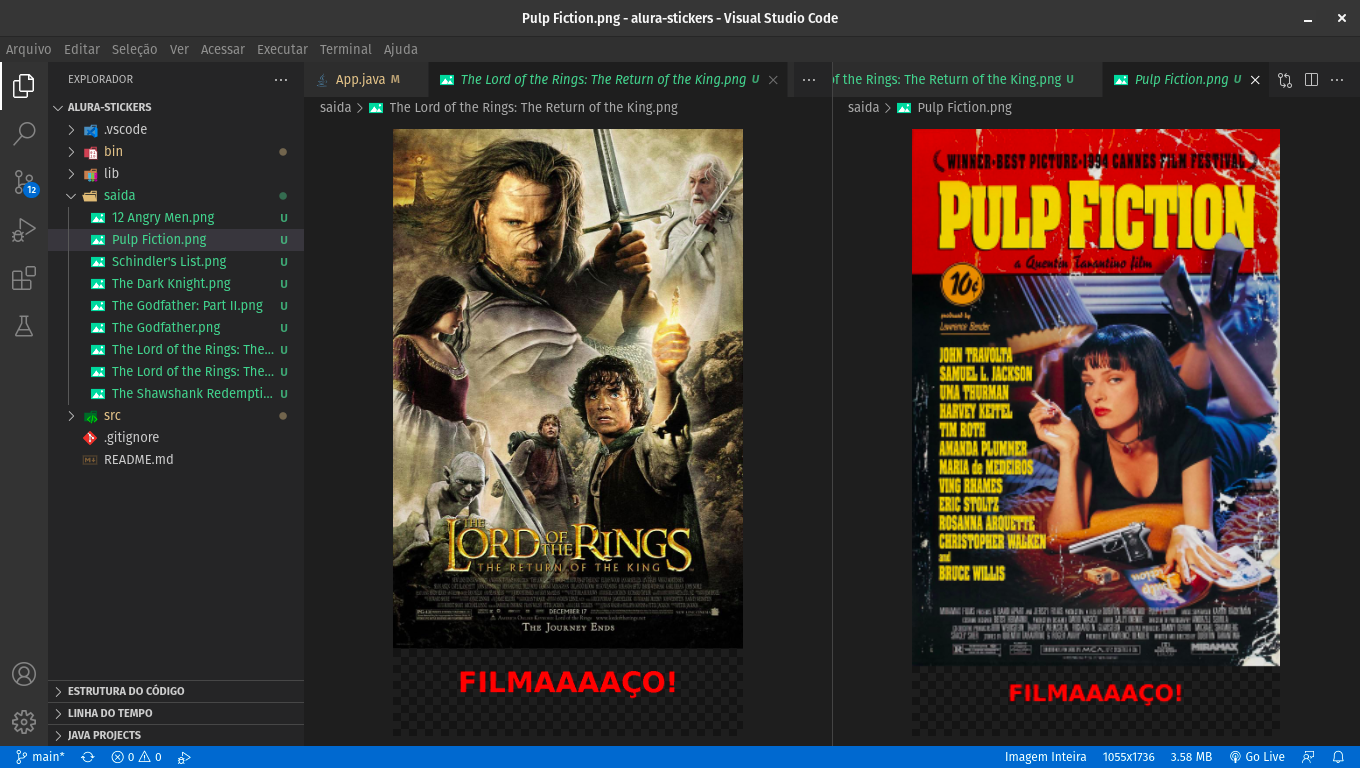 Pulp Fiction.png - alura-stickers - Visual Studio Code
Arquivo Editar Seleção Ver Acessar Executar Terminal Ajuda
EXPLORADOR
ALURA-STICKERS
.vscode
bin
lib
saida
12 Angry Men.png U
Pulp Fiction.png U
Schindler's List.png U
The Dark Knight.png U
The Godfather: Part II.png U
The Godfather.png U
The Lord of the Rings: The... U
The Lord of the Rings: The... U
The Shawshank Redempti... U
src
.gitignore
README.md
12
ESTRUTURA DO CÓDIGO
LINHA DO TEMPO
JAVA PROJECTS
App.java M
The Lord of the Rings: The Return of the King.png U
saida > The Lord of the Rings: The Return of the King.png
THE
LORD OF THE RINGS
THE RETURN OF THE KING
DECEMBER 17
THE JOURNEY ENDS
FILMAAAAÇO!
of the Rings: The Return of the King.png U
Pulp Fiction.png U
saida > Pulp Fiction.png
WINNER-BEST PICTURE-1994 CANNES FILM FESTIVAL
PULP FICTION
a Quentin Tarantino film
10¢
produced by
Lawrence Bender
JOHN TRAVOLTA
SAMUEL L. JACKSON
UMA THURMAN
HARVEY KEITEL
TIM ROTH
AMANDA PLUMMER
MARIA de MEDEIROS
VING RHAMES
ERIC STOLTZ
ROSANNA ARQUETTE
CHRISTOPHER WALKEN
and
BRUCE WILLIS
MIRAMAX
FILMAAAAÇO!
main* 0 0
Imagem Inteira 1055x1736 3.58 MB Go Live